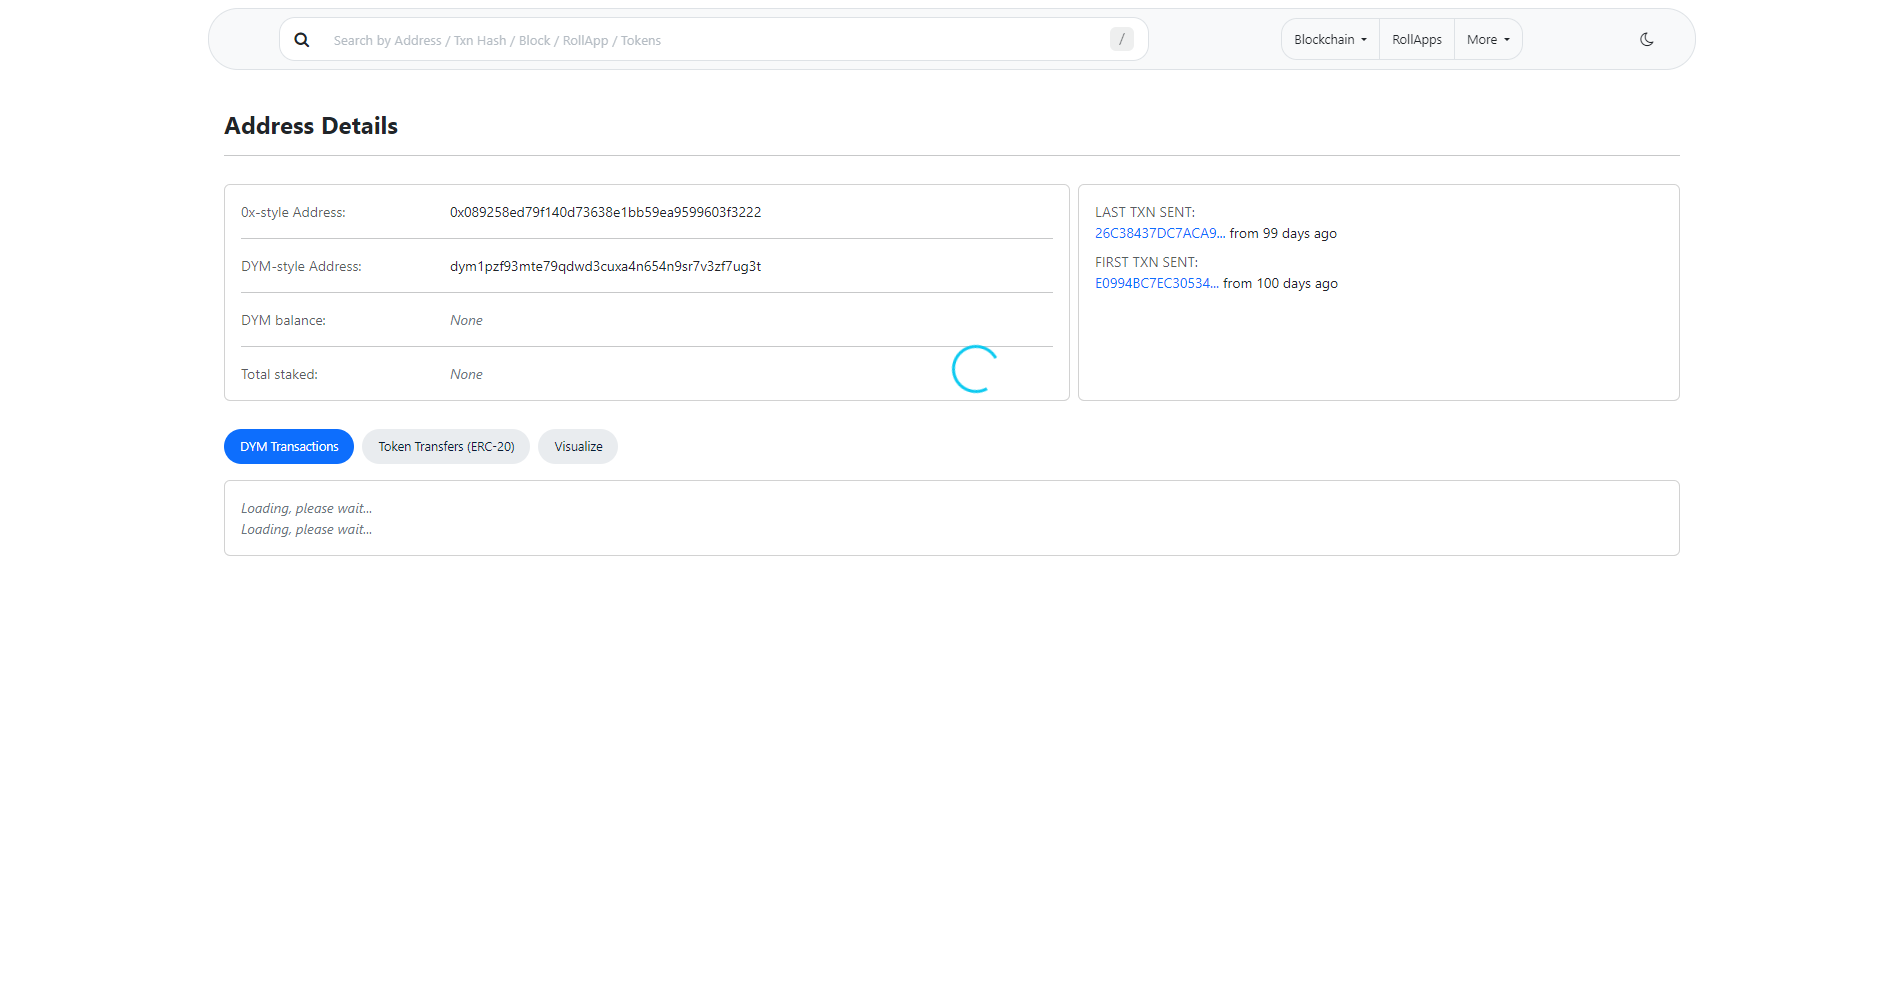 Search by Address / Txn Hash / Block / RollApp / Tokens
/
Blockchain
RollApps
More
Address Details
0x-style Address:
0x089258ed79f140d73638e1bb59ea9599603f3222
DYM-style Address:
dym1pzf93mte79qdwd3cuxa4n654n9sr7v3zf7ug3t
DYM balance:
None
Total staked:
None
LAST TXN SENT:
26C38437DC7ACA9... from 99 days ago
FIRST TXN SENT:
E0994BC7EC30534... from 100 days ago
DYM Transactions
Token Transfers (ERC-20)
Visualize
Loading, please wait...
Loading, please wait...